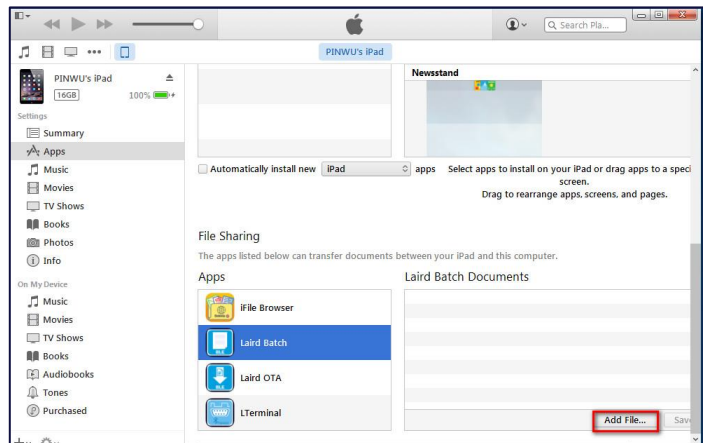 Search Pla...
PINWU's iPad
PINWU's iPad
16GB
100%
Settings
Summary
Apps
Music
Movies
TV Shows
Books
Photos
Info
On My Device
Music
Movies
TV Shows
Books
Audiobooks
Tones
Purchased
Newsstand
Automatically install new iPad apps
Select apps to install on your iPad or drag apps to a speci
screen.
Drag to rearrange apps, screens, and pages.
File Sharing
The apps listed below can transfer documents between your iPad and this computer.
Apps
iFile Browser
Laird Batch
Laird OTA
LTerminal
Laird Batch Documents
Add File...
Save